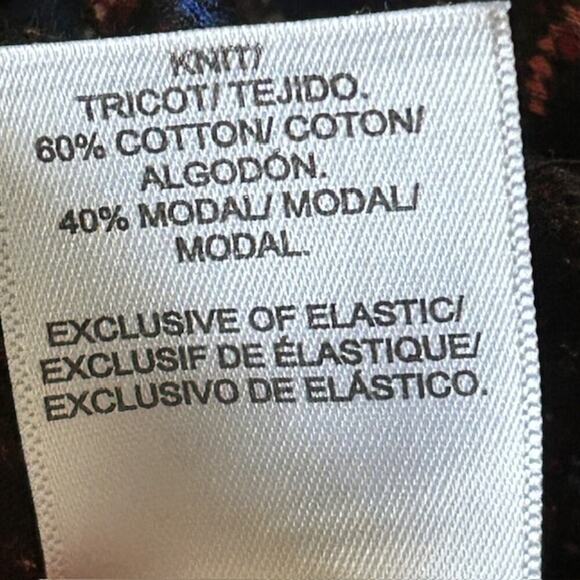 KNIT/
TRICOT/ TEJIDO.
60% COTTON/ COTON/
ALGODÓN.
40% MODAL/ MODAL/
MODAL.
EXCLUSIVE OF ELASTIC/
EXCLUSIF DE ÉLASTIQUE/
EXCLUSIVO DE ELÁSTICO.